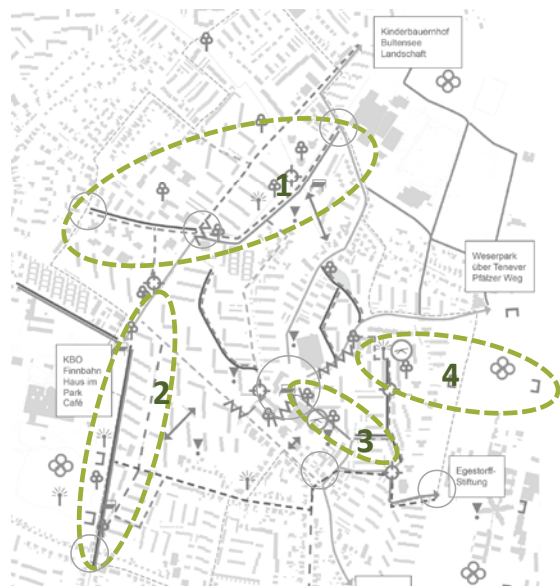 Kinderbauernhof
Bultensee
Landschaft
1
Weserpark
über Tenever
Pfälzer Weg
KBO
Finnbahn
Haus im
Park
Café
2
4
3
Egestorff-
Stiftung